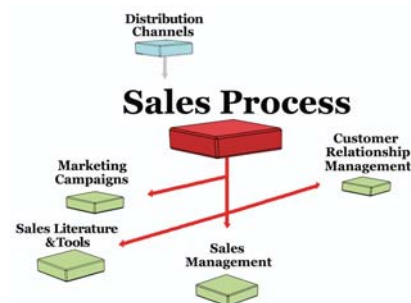 Distribution
Channels
Sales Process
Customer
Relationship
Management
Marketing
Campaigns
Sales Literature
&Tools
Sales
Management